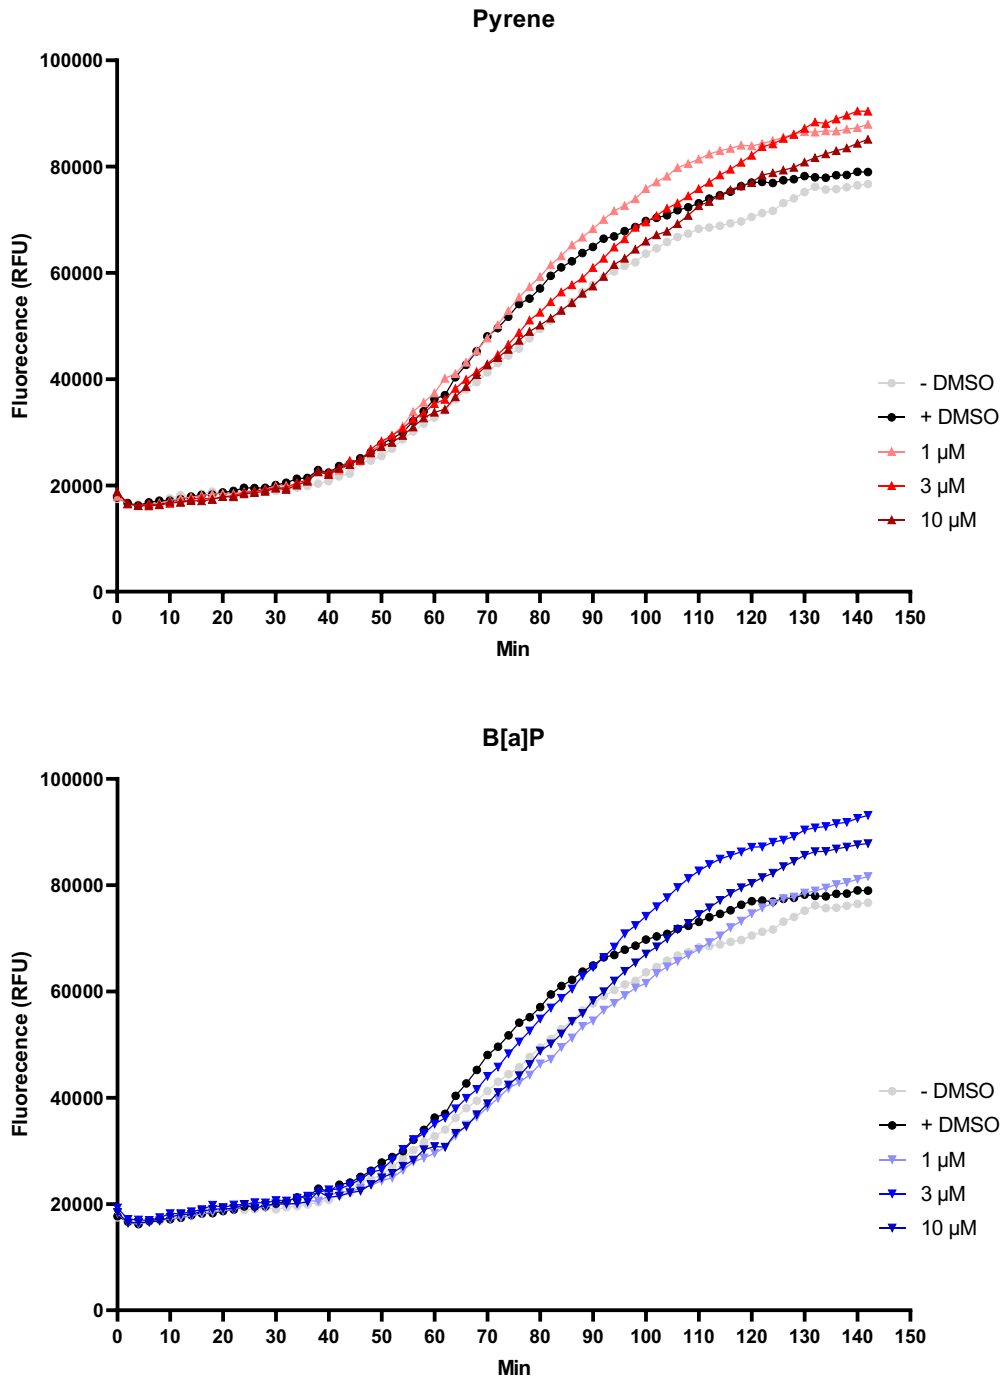 Pyrene
100000
80000
60000
40000
20000
0
Fluorecence (RFU)
0 10 20 30 40 50 60 70 80 90 100 110 120 130 140 150
Min
- DMSO
+ DMSO
1 µM
3 µM
10 µM
B[a]P
100000
80000
60000
40000
20000
0
Fluorecence (RFU)
0 10 20 30 40 50 60 70 80 90 100 110 120 130 140 150
Min
- DMSO
+ DMSO
1 µM
3 µM
10 µM